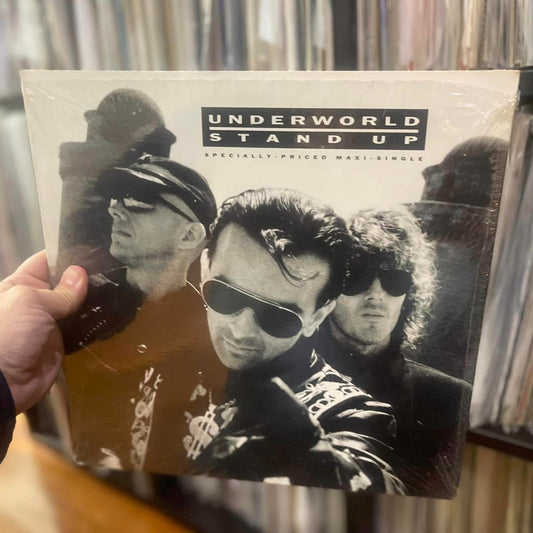 UNDERWORLD
STAND UP
SPECIALLY-PRICED MAXI-SINGLE